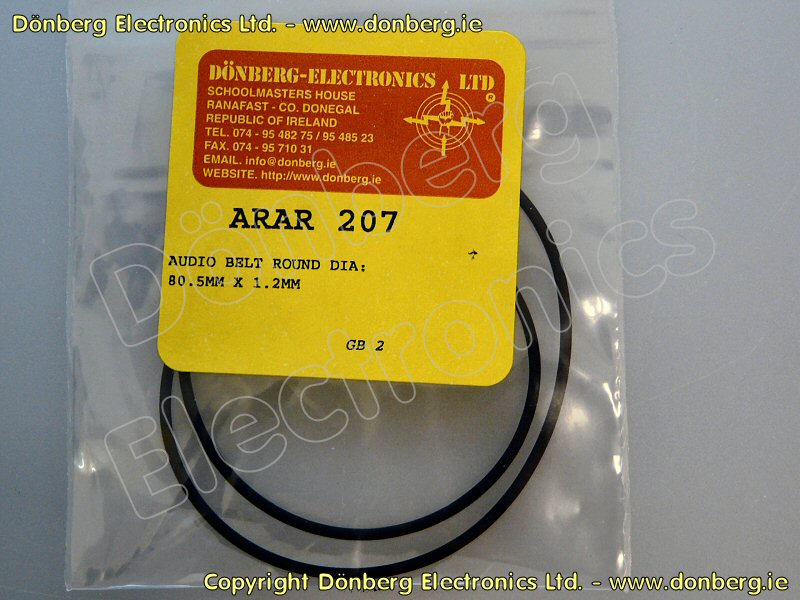 Dönberg Electronics Ltd. - www.donberg.ie
DÖNBERG-ELECTRONICS LTD
®
SCHOOLMASTERS HOUSE
RANAFAST - CO. DONEGAL
REPUBLIC OF IRELAND
TEL. 074 - 95 482 75 / 95 485 23
FAX. 074 - 95 710 31
EMAIL. info@donberg.ie
WEBSITE. http://www.donberg.ie
ARAR 207
AUDIO BELT ROUND DIA:
80.5MM X 1.2MM
GB 2
Dönberg
Electronics
Copyright Dönberg Electronics Ltd. - www.donberg.ie